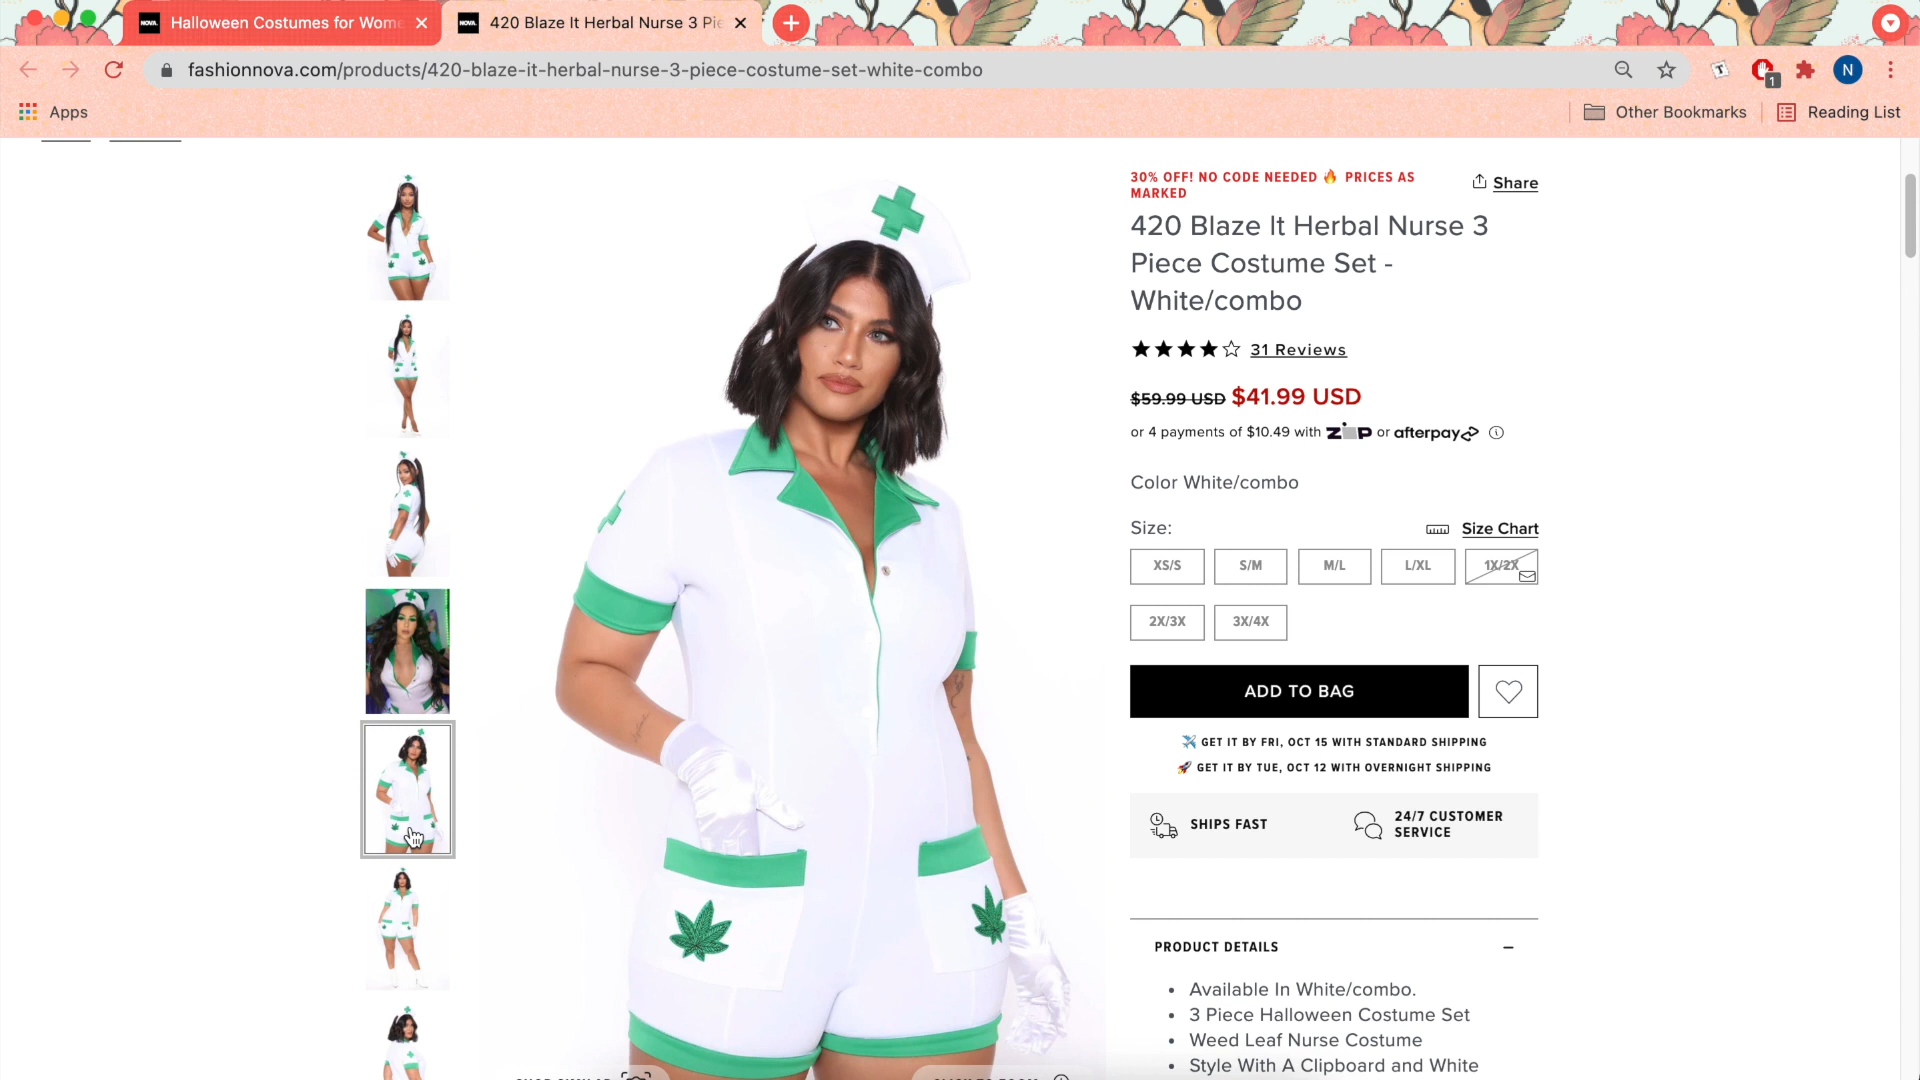 NOVA Halloween Costumes for Wome
NOVA 420 Blaze It Herbal Nurse 3 Pie
fashionnova.com/products/420-blaze-it-herbal-nurse-3-piece-costume-set-white-combo
1
N
Apps
Other Bookmarks
Reading List
30% OFF! NO CODE NEEDED 🔥 PRICES AS
MARKED
Share
420 Blaze It Herbal Nurse 3
Piece Costume Set -
White/combo
31 Reviews
$59.99 USD $41.99 USD
or 4 payments of $10.49 with ZIP or afterpay
Color White/combo
Size:
Size Chart
XS/S S/M M/L L/XL 1X/2X
2X/3X 3X/4X
ADD TO BAG
GET IT BY FRI, OCT 15 WITH STANDARD SHIPPING
GET IT BY TUE, OCT 12 WITH OVERNIGHT SHIPPING
SHIPS FAST
24/7 CUSTOMER
SERVICE
PRODUCT DETAILS
• Available In White/combo.
• 3 Piece Halloween Costume Set
• Weed Leaf Nurse Costume
• Style With A Clipboard and White